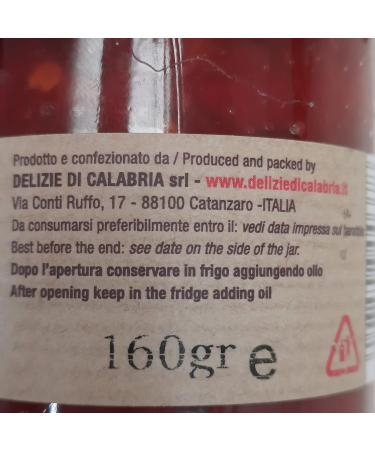 Prodotto e confezionato da / Produced and packed by
DELIZIE DI CALABRIA srl - www.deliziedicalabria.it
Via Conti Ruffo, 17 - 88100 Catanzaro -ITALIA
Da consumarsi preferibilmente entro il: vedi data impressa sul
Best before the end: see date on the side of the jar.
Dopo l'apertura conservare in frigo aggiungendo olio
After opening keep in the fridge adding oil
160gr e